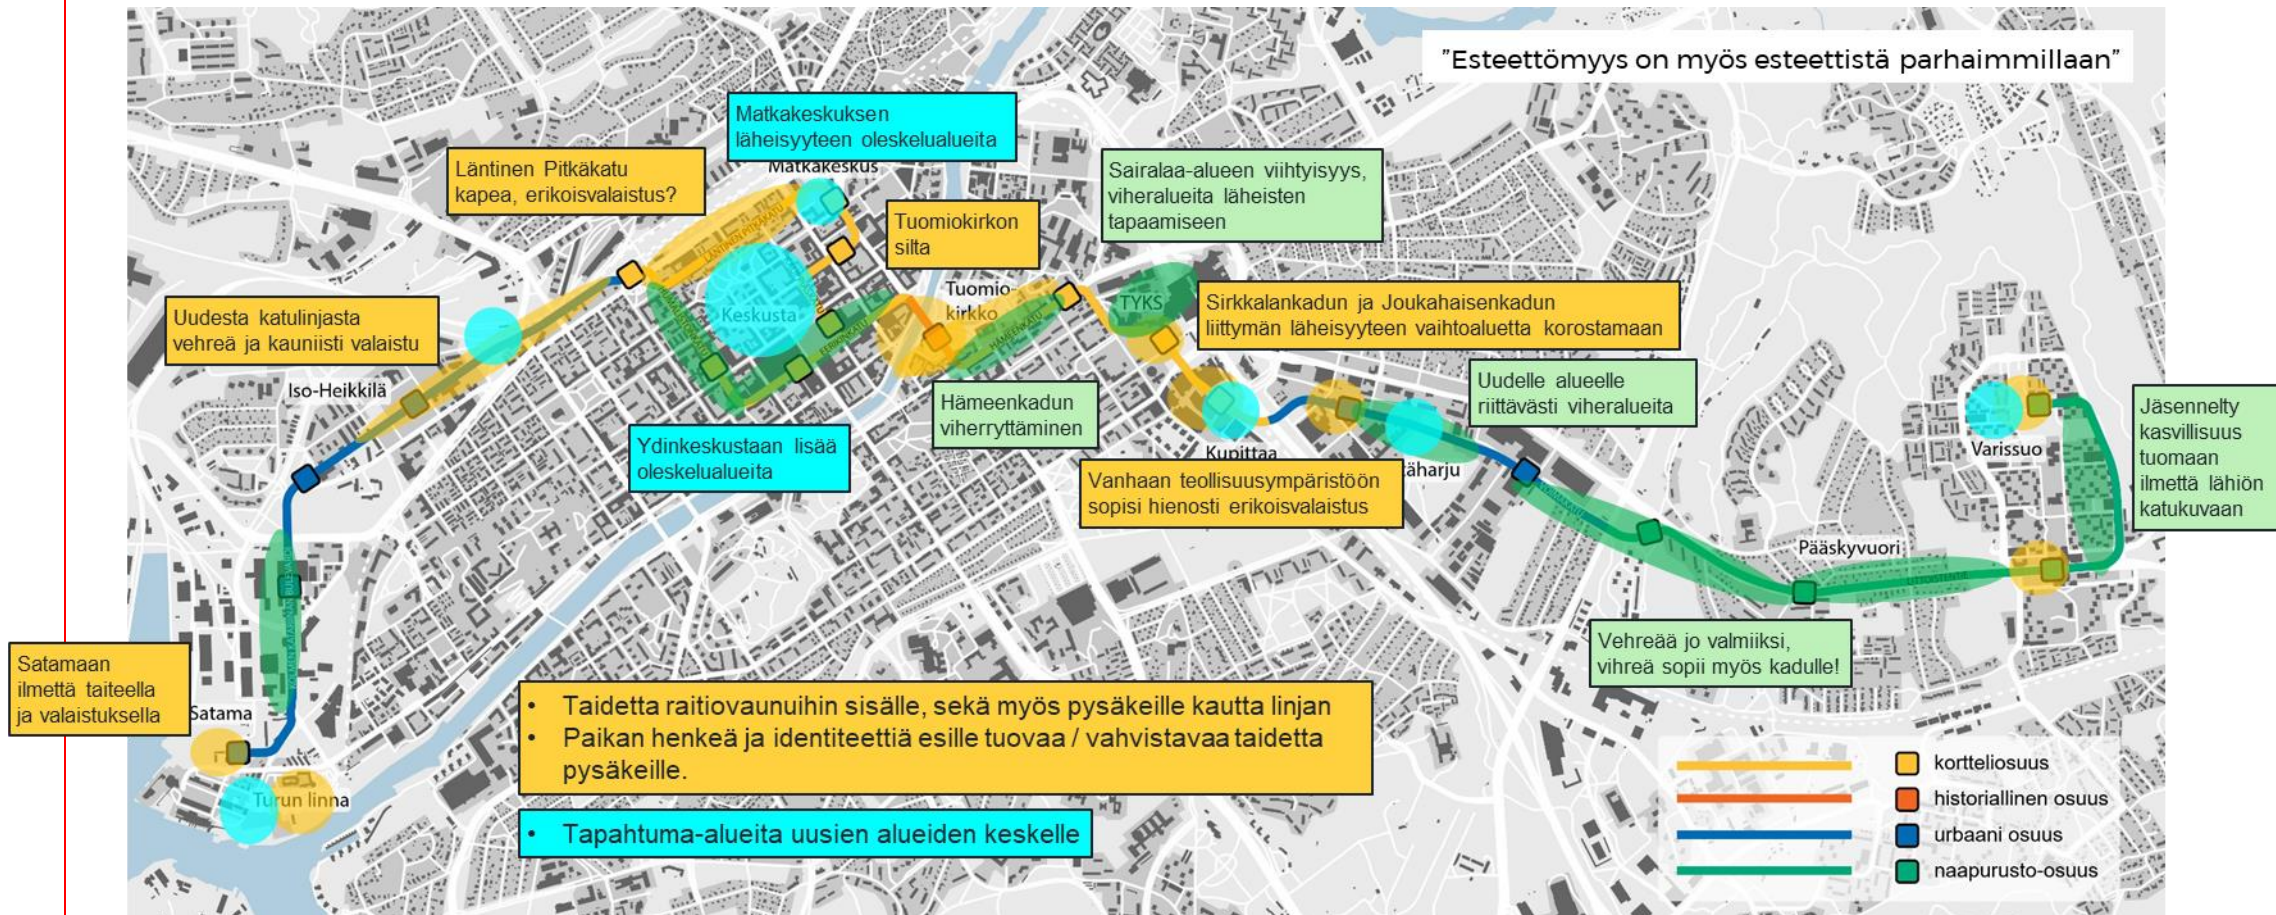 "Esteettömyys on myös esteettistä parhaimmillaan"
Matkakeskuksen
läheisyyteen oleskelualueita
Matkakeskus
Läntinen Pitkäkatu
kapea, erikoisvalaistus?
Sairalaa-alueen viihtyisyys,
viheralueita läheisten
tapaamiseen
Tuomiokirkon
silta
LÄNTINEN PITKÄKATU
Tuomio-
kirkko
TYKS
Sirkkalankadun ja Joukahaisenkadun
liittymän läheisyyteen vaihtoaluetta korostamaan
Uudesta katulinjasta
vehreä ja kauniisti valaistu
Keskusta
EERIKINKATU
HÄMEENKATU
Iso-Heikkilä
Hämeenkadun
viherryttäminen
Uudelle alueelle
riittävästi viheralueita
Jäsennelty
kasvillisuus
tuomaan
ilmettä lähiön
katukuvaan
Ydinkeskustaan lisää
oleskelualueita
Kupittaa
äharju
Varissuo
Vanhaan teollisuusympäristöön
sopisi hienosti erikoisvalaistus
Pääskyvuori
Vehreää jo valmiiksi,
vihreä sopii myös kadulle!
Satamaan
ilmettä taiteella
ja valaistuksella
Satama
Turun linna
• Taidetta raitiovaunuihin sisälle, sekä myös pysäkeille kautta linjan
• Paikan henkeä ja identiteettiä esille tuovaa / vahvistavaa taidetta
pysäkeille.
• Tapahtuma-alueita uusien alueiden keskelle
kortteliosuus
historiallinen osuus
urbaani osuus
naapurusto-osuus